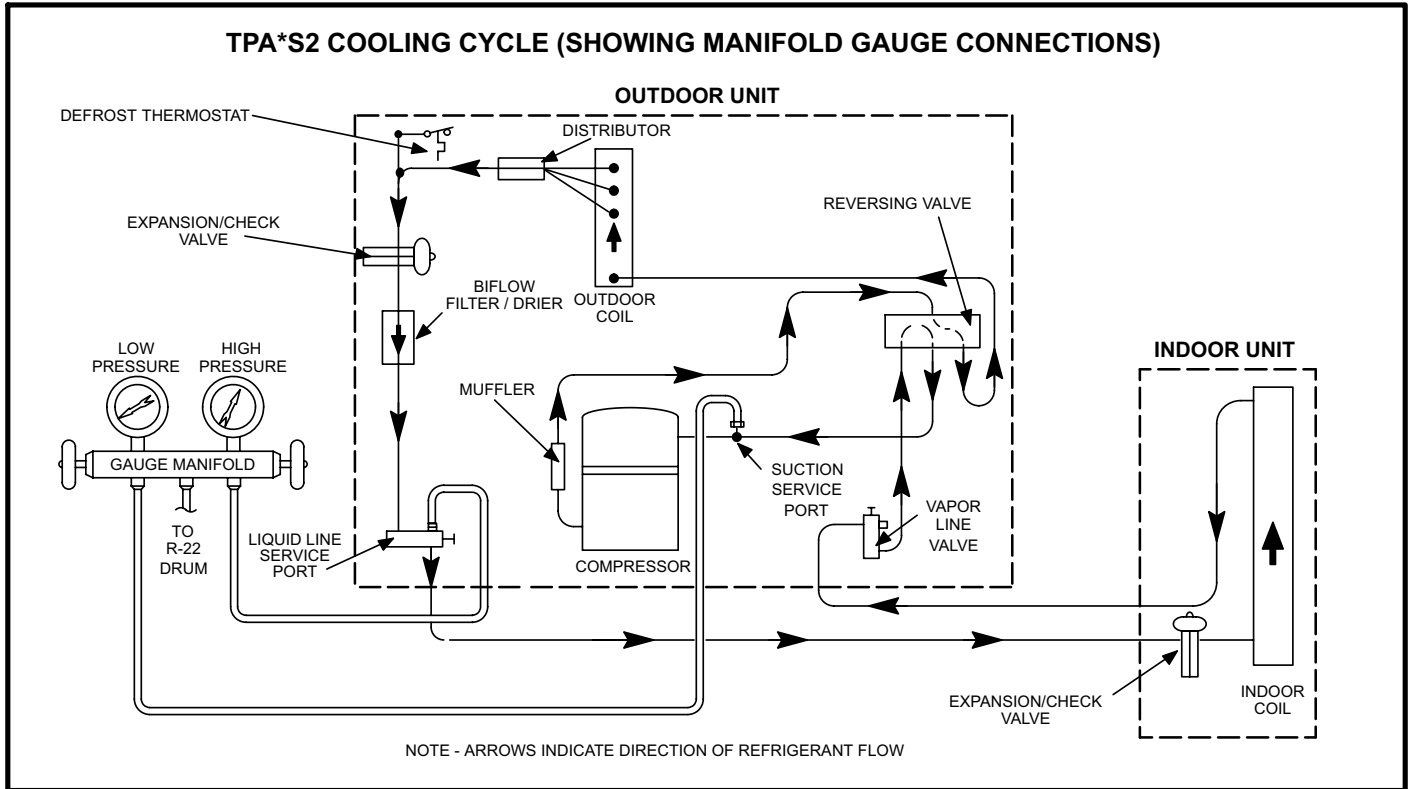 TPA*S2 COOLING CYCLE (SHOWING MANIFOLD GAUGE CONNECTIONS)
OUTDOOR UNIT
DEFROST THERMOSTAT
DISTRIBUTOR
REVERSING VALVE
EXPANSION/CHECK
VALVE
BIFLOW
FILTER / DRIER
OUTDOOR
COIL
LOW
PRESSURE
HIGH
PRESSURE
INDOOR UNIT
MUFFLER
GAUGE MANIFOLD
SUCTION
SERVICE
PORT
VAPOR
LINE
VALVE
TO
R-22
DRUM
LIQUID LINE
SERVICE
PORT
COMPRESSOR
EXPANSION/CHECK
VALVE
INDOOR
COIL
NOTE - ARROWS INDICATE DIRECTION OF REFRIGERANT FLOW